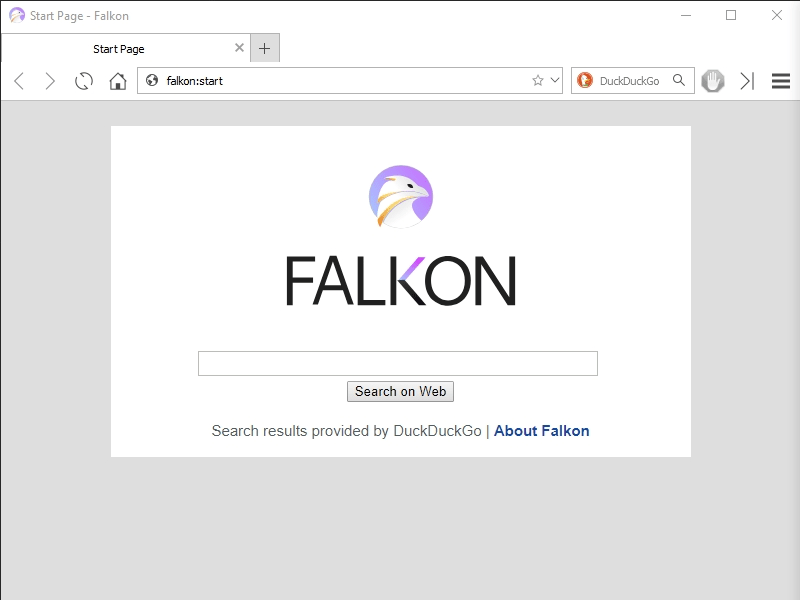 Start Page - Falkon
Start Page
falkon:start
DuckDuckGo
FALKON
Search on Web
Search results provided by DuckDuckGo | About Falkon